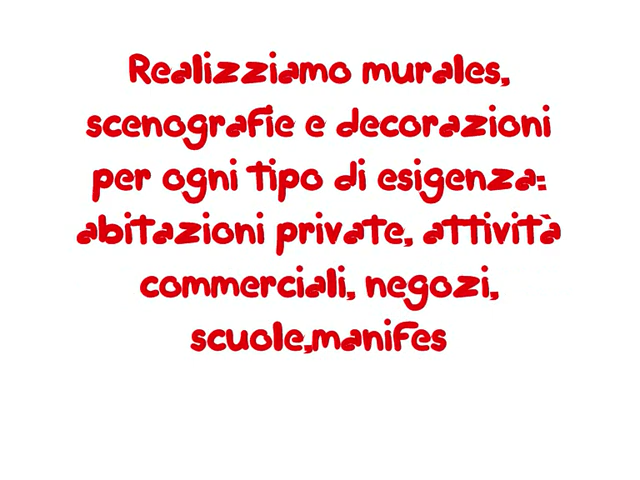 Realizziamo murales,
scenografie e decorazioni
per ogni tipo di esigenza:
abitazioni private, attività
commerciali, negozi,
scuole,manifes